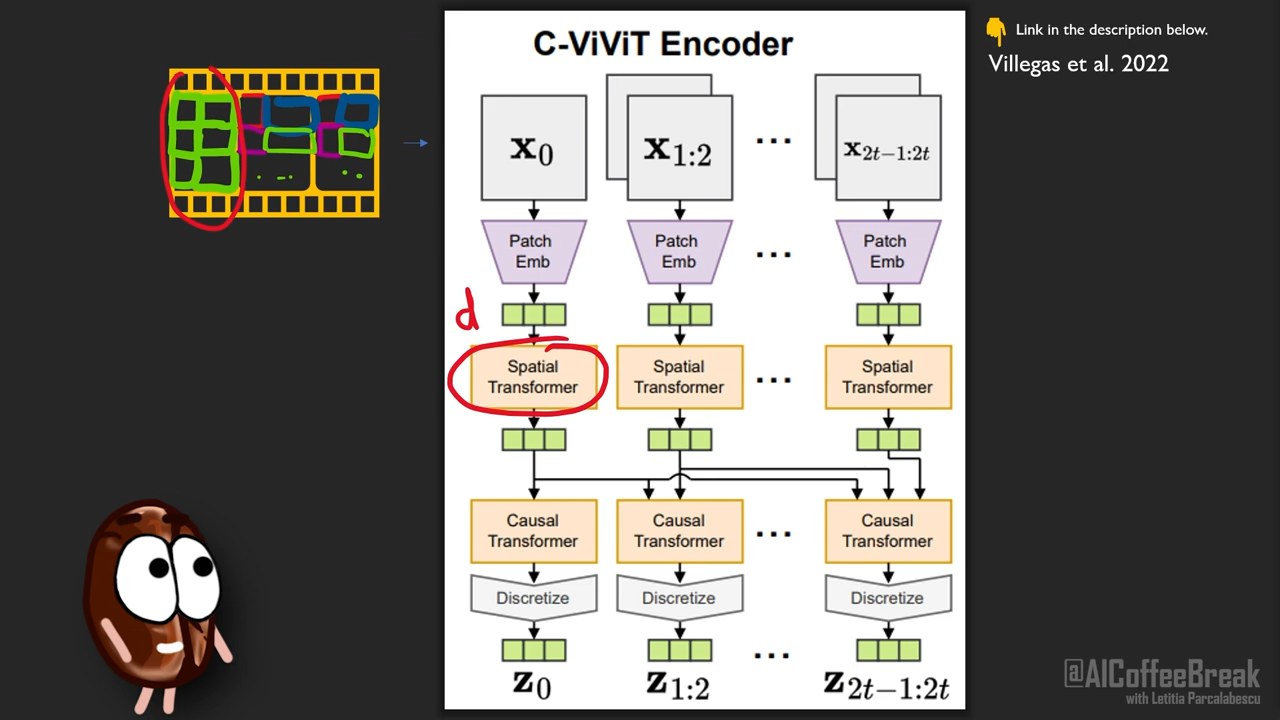 C-ViViT Encoder
Link in the description below.
Villegas et al. 2022
x0 x1:2 ... x2t−1:2t
Patch Emb Patch Emb ... Patch Emb
d
Spatial Transformer Spatial Transformer ... Spatial Transformer
Causal Transformer Causal Transformer ... Causal Transformer
Discretize Discretize Discretize
z0 z1:2 ... z2t−1:2t
@AICoffeeBreak
with Letitia Parcalabescu